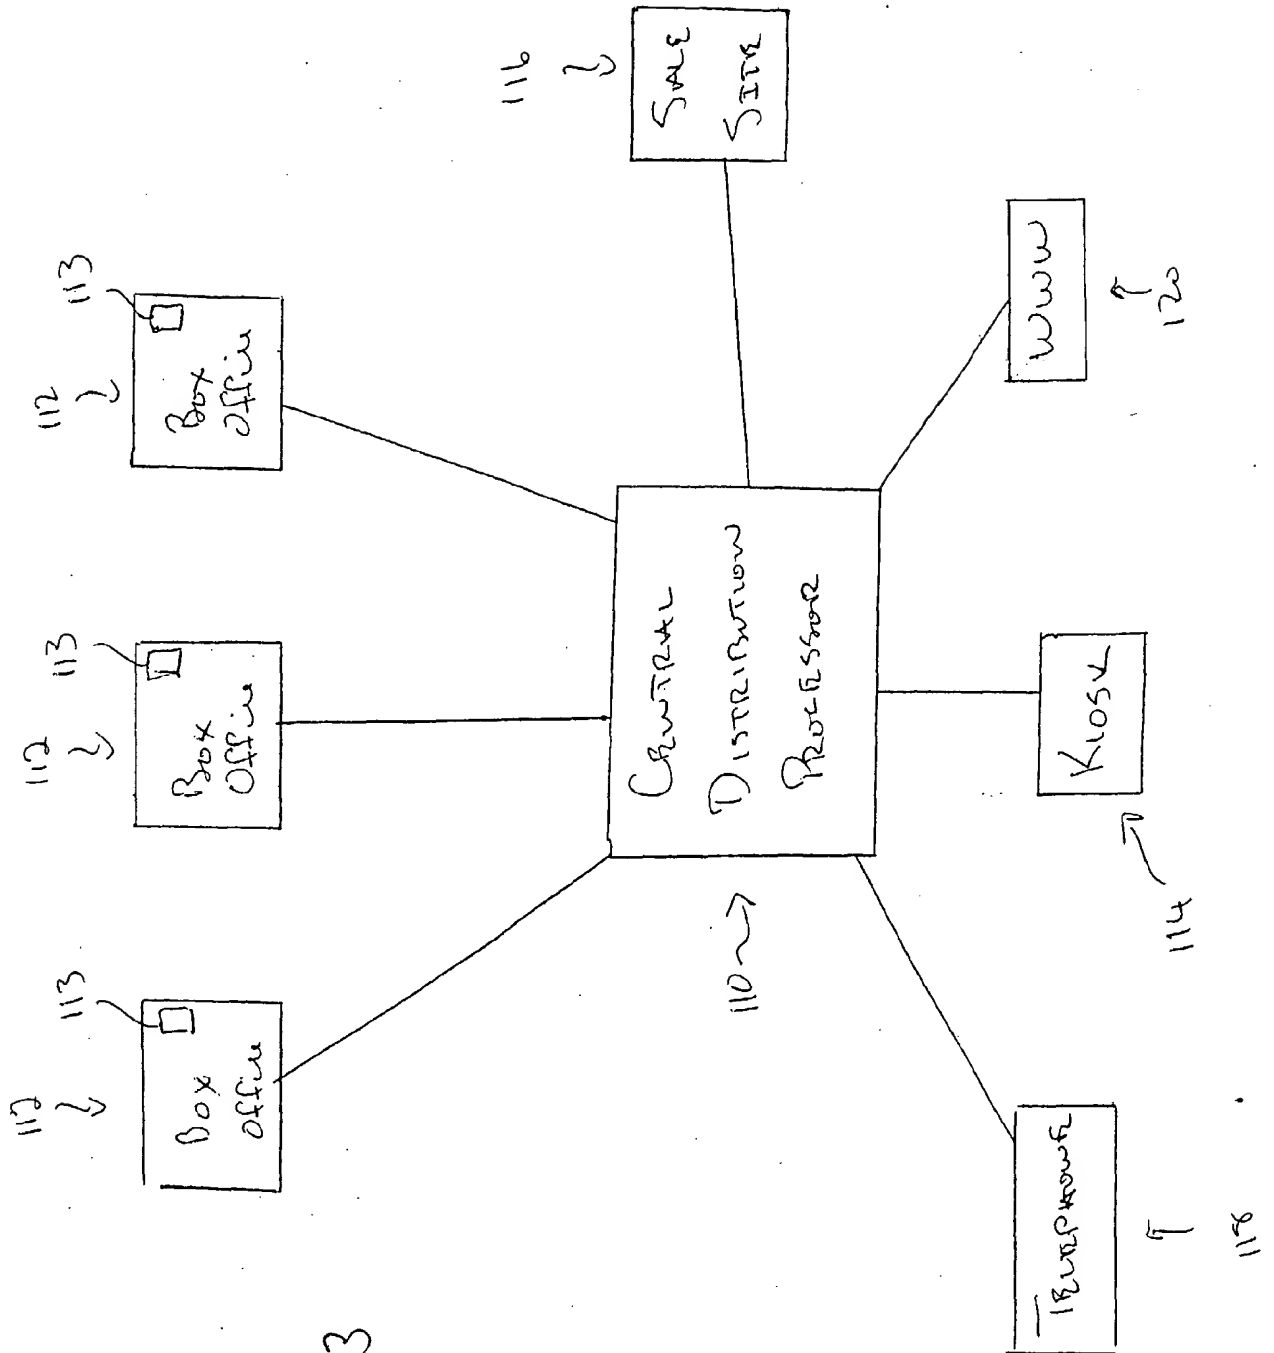 112
113
Box
Office
112
113
Box
Office
112
113
Box
Office
116
SALE
SITE
110
CENTRAL
DISTRIBUTION
PROCESSOR
TELEPHONE
118
KIOSK
114
WWW
120
3